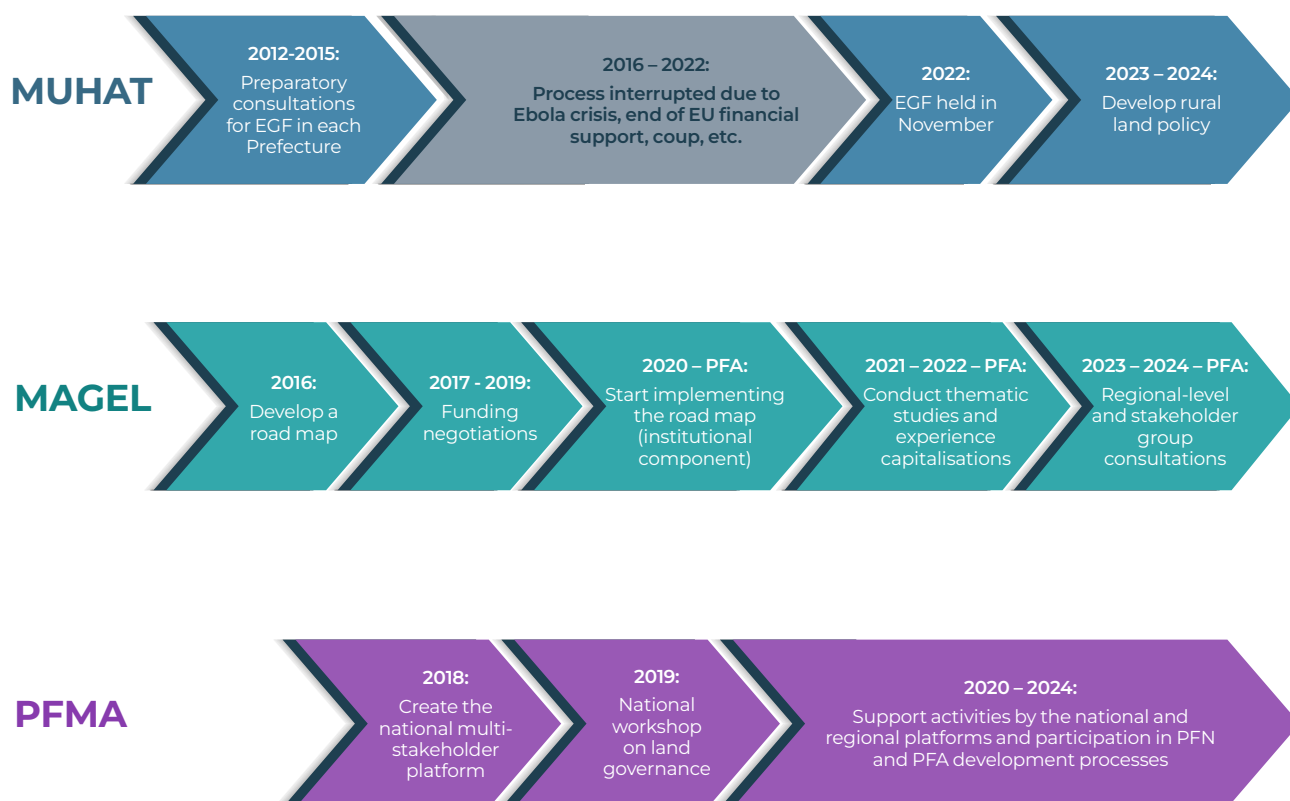 MUHAT
2012-2015:
Preparatory
consultations
for EGF in each
Prefecture
2016 – 2022:
Process interrupted due to
Ebola crisis, end of EU financial
support, coup, etc.
2022:
EGF held in
November
2023 – 2024:
Develop rural
land policy
MAGEL
2016:
Develop a
road map
2017 - 2019:
Funding
negotiations
2020 – PFA:
Start implementing
the road map
(institutional
component)
2021 – 2022 – PFA:
Conduct thematic
studies and
experience
capitalisations
2023 – 2024 – PFA:
Regional-level
and stakeholder
group
consultations
PFMA
2018:
Create the
national multi-
stakeholder
platform
2019:
National
workshop
on land
governance
2020 – 2024:
Support activities by the national and
regional platforms and participation in PFN
and PFA development processes